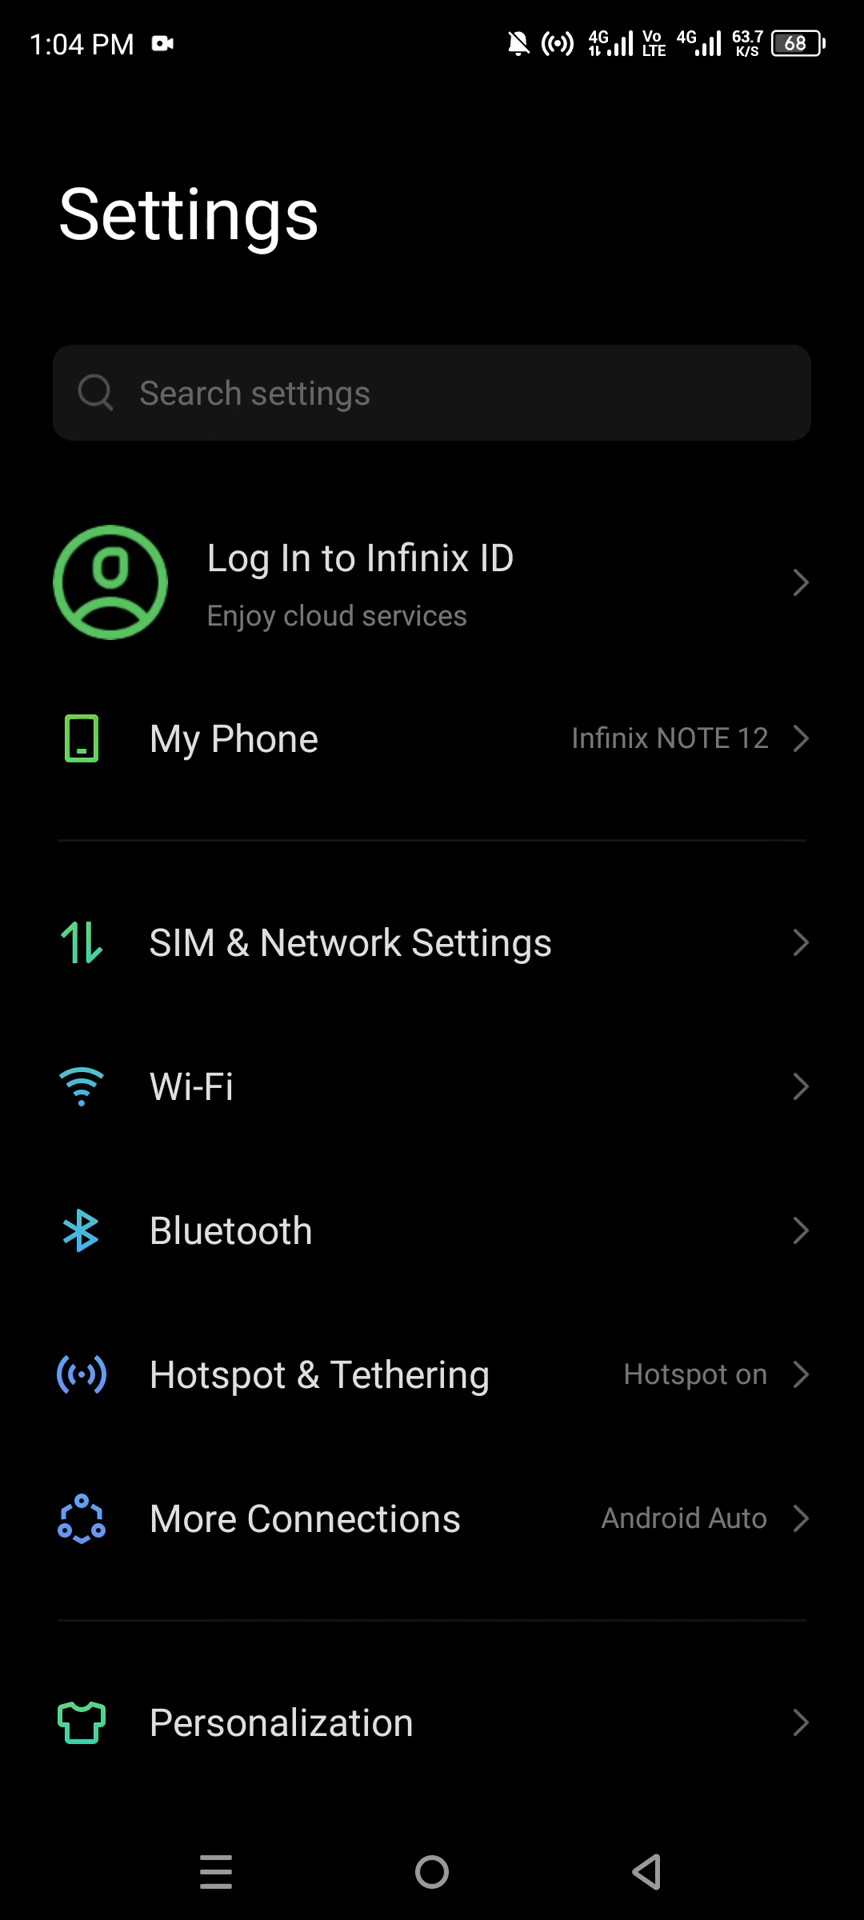 1:04 PM 4G Vo LTE 4G 63.7 K/S 68
Settings
Search settings
Log In to Infinix ID
Enjoy cloud services
My Phone Infinix NOTE 12
SIM & Network Settings
Wi-Fi
Bluetooth
Hotspot & Tethering Hotspot on
More Connections Android Auto
Personalization